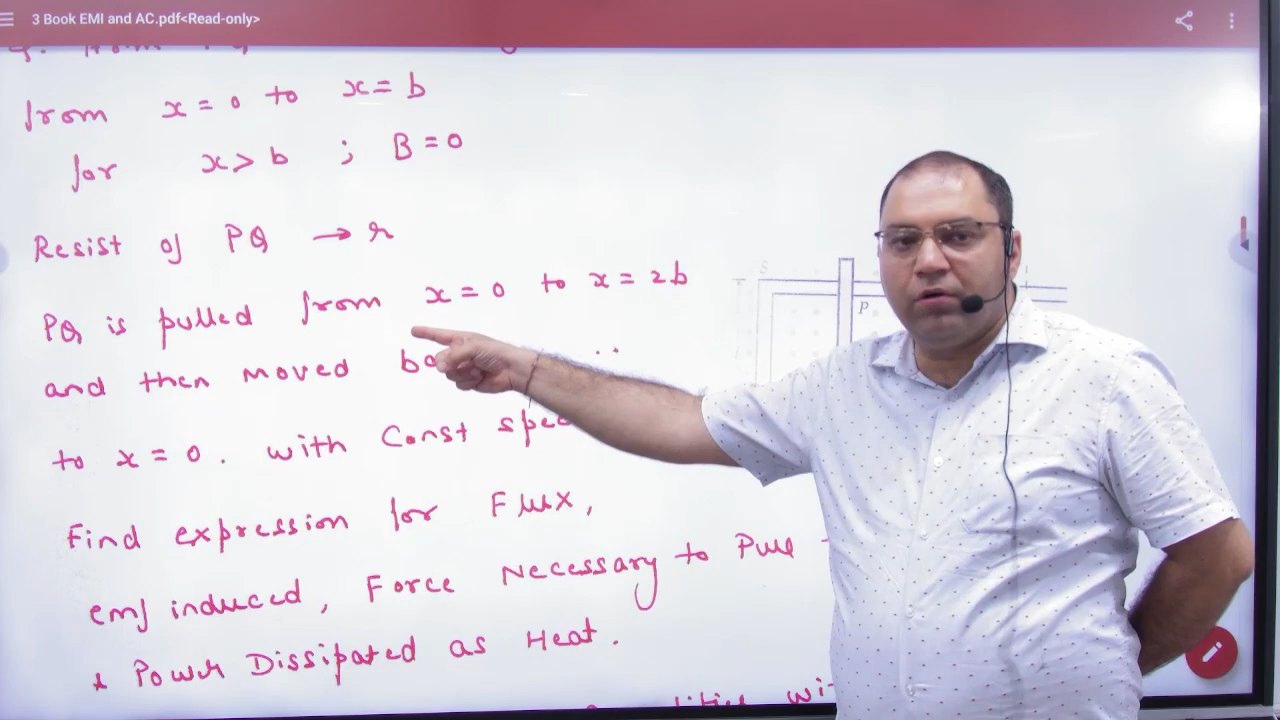 3 Book EMI and AC.pdf<Read-only>
from x = 0 to x = b
for x > b ; B = 0
Resist of PQ → r
PQ is pulled from x = 0 to x = 2b
and then moved
to x = 0. with Const
S
P
Find expression for Flux,
emf induced, Force Necessary to Pull
& Power Dissipated as Heat.